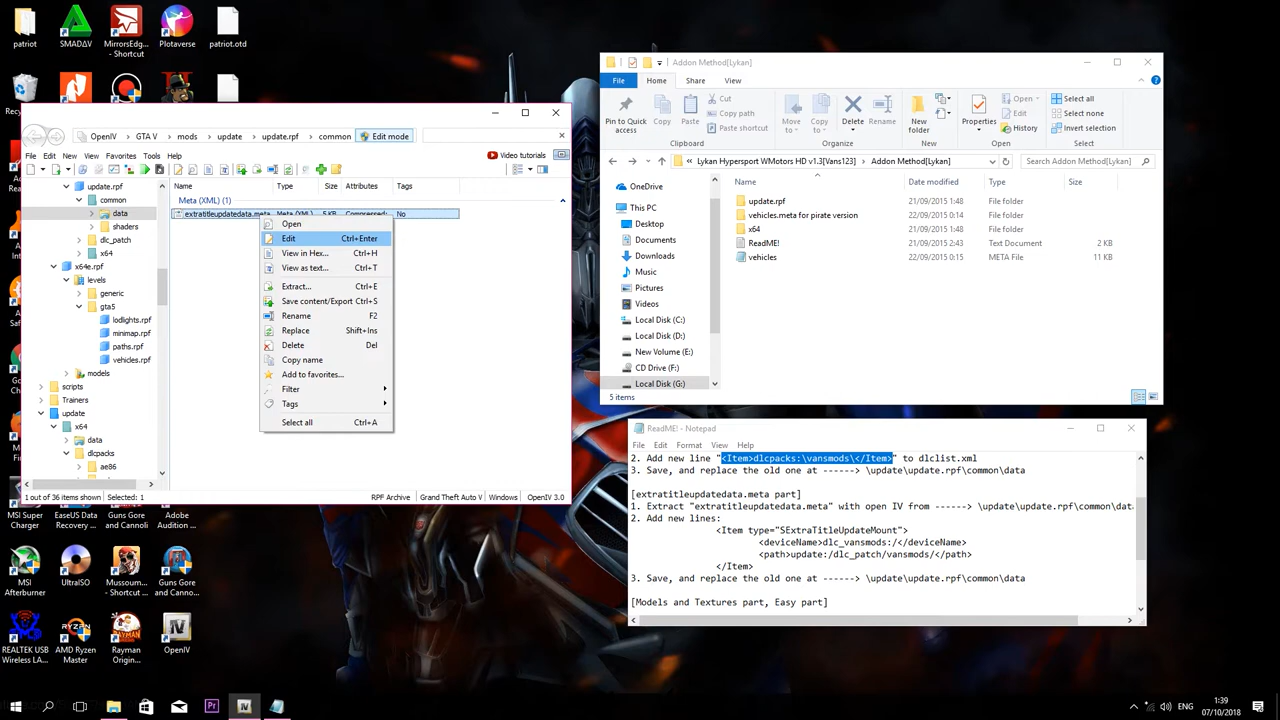 patriot
SMADΔV
MirrorsEdg...
- Shortcut
Plotaverse
patriot.otd
Recyc
OpenIV
GTA V
mods
update
update.rpf
common
Edit mode
File
Edit
New
View
Favorites
Tools
Help
Video tutorials
update.rpf
common
data
shaders
dlc_patch
x64
x64e.rpf
levels
generic
gta5
lodlights.rpf
minimap.rpf
paths.rpf
vehicles.rpf
models
scripts
Trainers
update
x64
data
dlcpacks
ae86
Name
Type
Size
Attributes
Tags
Meta (XML) (1)
extratitleupdatedata.meta
Meta (XML)
5 KB
Compressed;
No
Open
Edit Ctrl+Enter
View in Hex... Ctrl+H
View as text... Ctrl+T
Extract... Ctrl+E
Save content/Export Ctrl+S
Rename F2
Replace Shift+Ins
Delete Del
Copy name
Add to favorites...
Filter
Tags
Select all Ctrl+A
1 out of 36 items shown
Selected: 1
RPF Archive
Grand Theft Auto V
Windows
OpenIV 3.0
Addon Method[Lykan]
File
Home
Share
View
Pin to Quick
access
Copy
Paste
Cut
Copy path
Paste shortcut
Clipboard
Move
to
Copy
to
Delete
Rename
Organize
New
folder
New
Properties
Open
Edit
History
Open
Select all
Select none
Invert selection
Select
« Lykan Hypersport WMotors HD v1.3[Vans123]
Addon Method[Lykan]
Search Addon Method[Lykan]
OneDrive
This PC
Desktop
Documents
Downloads
Music
Pictures
Videos
Local Disk (C:)
Local Disk (D:)
New Volume (E:)
CD Drive (F:)
Local Disk (G:)
Name
Date modified
Type
Size
update.rpf 21/09/2015 1:48 File folder
vehicles.meta for pirate version 22/09/2015 0:14 File folder
x64 21/09/2015 1:48 File folder
ReadME! 21/09/2015 2:43 Text Document 2 KB
vehicles 22/09/2015 0:15 META File 11 KB
5 items
ReadME! - Notepad
File
Edit
Format
View
Help
2. Add new line "<Item>dlcpacks:\vansmods\</Item>" to dlclist.xml
3. Save, and replace the old one at ------> \update\update.rpf\common\data
[extratitleupdatedata.meta part]
1. Extract "extratitleupdatedata.meta" with open IV from ------> \update\update.rpf\common\dat
2. Add new lines:
<Item type="SExtraTitleUpdateMount">
<deviceName>dlc_vansmods:/</deviceName>
<path>update:/dlc_patch/vansmods/</path>
</Item>
3. Save, and replace the old one at ------> \update\update.rpf\common\data
[Models and Textures part, Easy part]
MSI Super
Charger
EaseUS Data
Recovery ...
Guns Gore
and Cannoli
Adobe
Audition ...
MSI
Afterburner
UltraISO
Mussoum...
- Shortcut
Guns Gore
and Canno...
REALTEK USB
Wireless LA...
AMD Ryzen
Master
Rayman
Origin...
OpenIV
ENG
1:39
07/10/2018